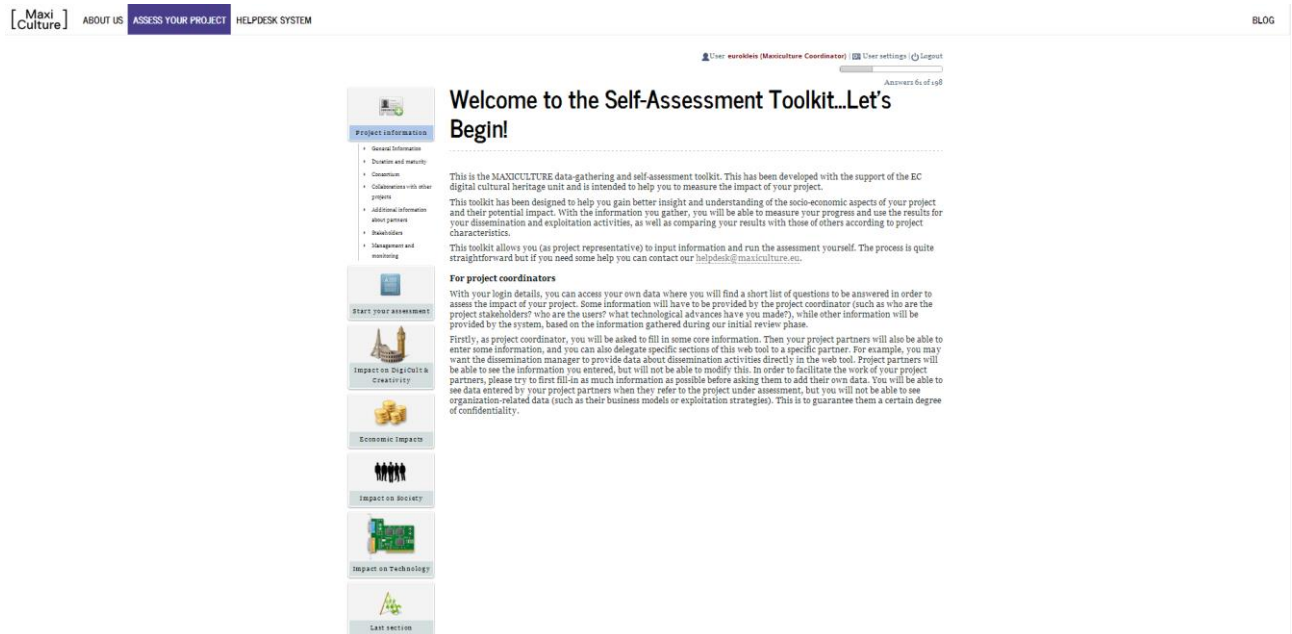 [ Maxi
Culture ]
ABOUT US
ASSESS YOUR PROJECT
HELPDESK SYSTEM
BLOG
User eurokleis (Maxiculture Coordinator) | User settings | Logout
Answers 61 of 198
Project information
General Information
Duration and maturity
Consortium
Collaborations with other
projects
Additional information
about partners
Stakeholders
Management and
monitoring
Start your assessment
Impact on DigiCult &
Creativity
Economic Impacts
Impact on Society
Impact on Technology
Last section
Welcome to the Self-Assessment Toolkit...Let's
Begin!
This is the MAXICULTURE data-gathering and self-assessment toolkit. This has been developed with the support of the EC
digital cultural heritage unit and is intended to help you to measure the impact of your project.
This toolkit has been designed to help you gain better insight and understanding of the socio-economic aspects of your project
and their potential impact. With the information you gather, you will be able to measure your progress and use the results for
your dissemination and exploitation activities, as well as comparing your results with those of others according to project
characteristics.
This toolkit allows you (as project representative) to input information and run the assessment yourself. The process is quite
straightforward but if you need some help you can contact our helpdesk@maxiculture.eu.
For project coordinators
With your login details, you can access your own data where you will find a short list of questions to be answered in order to
assess the impact of your project. Some information will have to be provided by the project coordinator (such as who are the
project stakeholders? who are the users? what technological advances have you made?), while other information will be
provided by the system, based on the information gathered during our initial review phase.
Firstly, as project coordinator, you will be asked to fill in some core information. Then your project partners will also be able to
enter some information, and you can also delegate specific sections of this web tool to a specific partner. For example, you may
want the dissemination manager to provide data about dissemination activities directly in the web tool. Project partners will
be able to see the information you entered, but will not be able to modify this. In order to facilitate the work of your project
partners, please try to first fill-in as much information as possible before asking them to add their own data. You will be able to
see data entered by your project partners when they refer to the project under assessment, but you will not be able to see
organization-related data (such as their business models or exploitation strategies). This is to guarantee them a certain degree
of confidentiality.